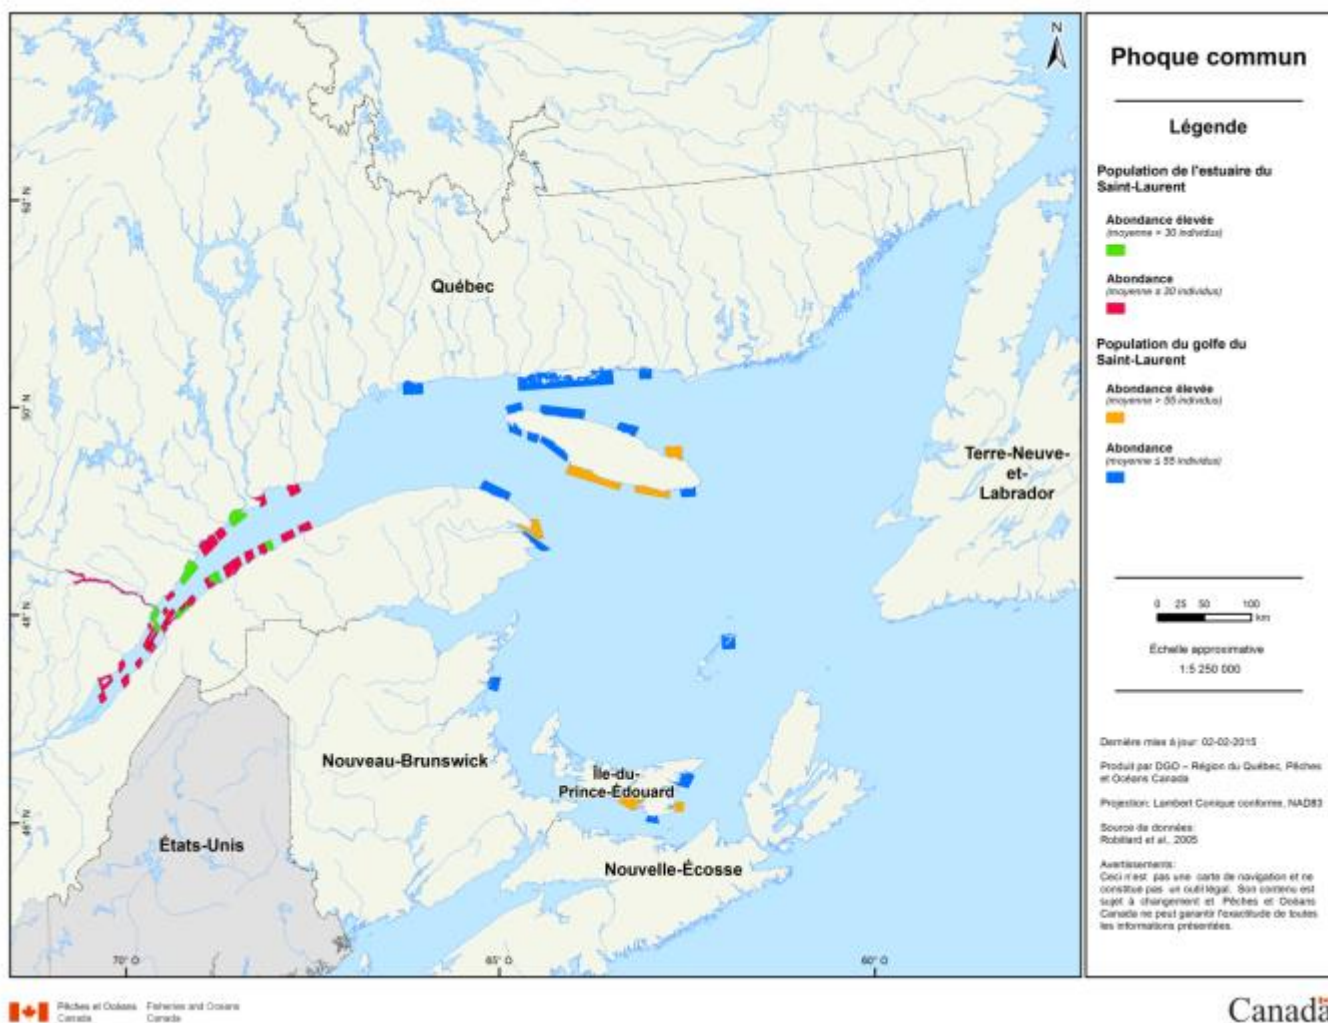 N
Phoque commun
Légende
Population de l'estuaire du
Saint-Laurent
Abondance élevée
(moyenne > 30 individus)
Abondance
(moyenne ≤ 30 individus)
Population du golfe du
Saint-Laurent
Abondance élevée
(moyenne > 55 individus)
Abondance
(moyenne ≤ 55 individus)
0 25 50 100
km
Échelle approximative
1:5 250 000
Dernière mise à jour: 02-02-2015
Produit par DGO – Région du Québec, Pêches
et Océans Canada
Projection: Lambert Conique conforme, NAD83
Source de données:
Robillard et al., 2005
Avertissements:
Ceci n'est pas une carte de navigation et ne
constitue pas un outil légal. Son contenu est
sujet à changement et Pêches et Océans
Canada ne peut garantir l'exactitude de toutes
les informations présentées.
Québec
Terre-Neuve-
et-
Labrador
Nouveau-Brunswick
Île-du-
Prince-Édouard
États-Unis
Nouvelle-Écosse
50° N
48° N
46° N
70° O
65° O
60° O
Pêches et Océans Fisheries and Oceans
Canada Canada
Canada